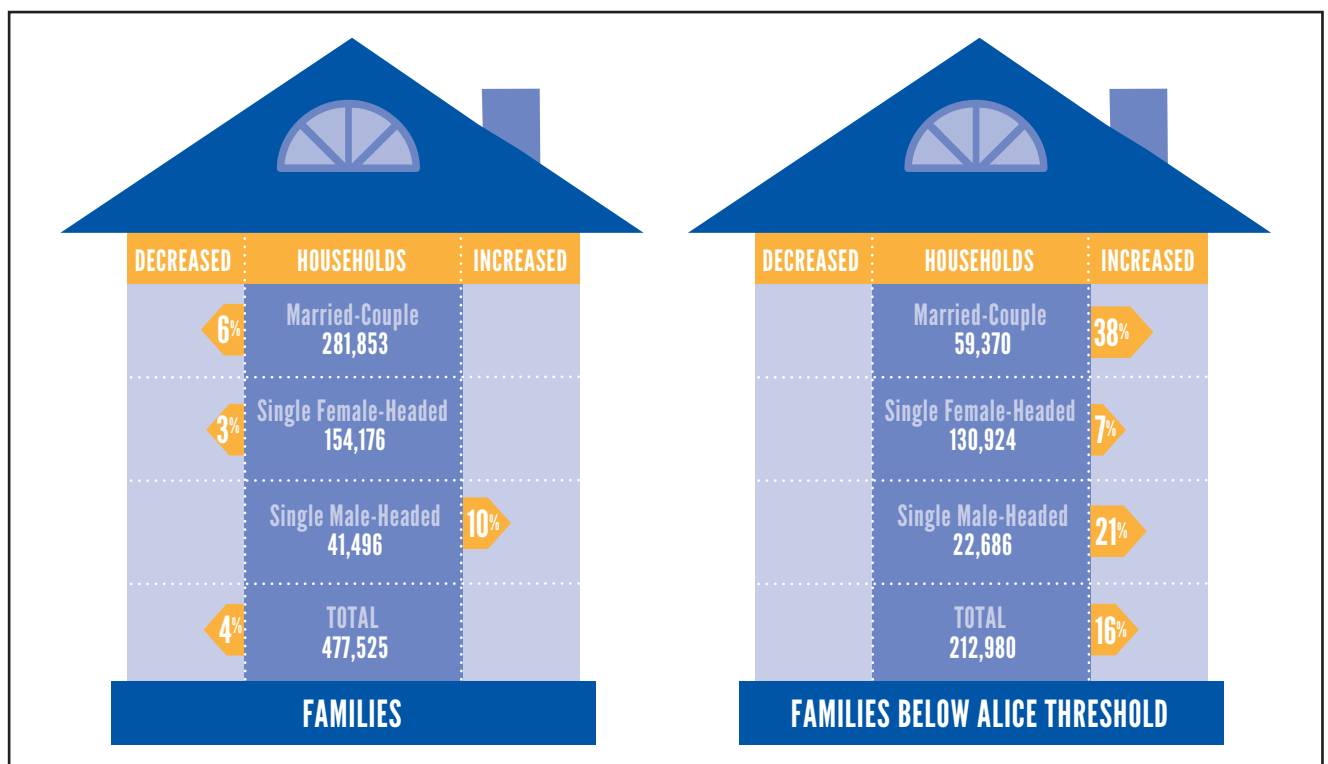 DECREASED HOUSEHOLDS INCREASED
6% Married-Couple
281,853
3% Single Female-Headed
154,176
Single Male-Headed 10%
41,496
4% TOTAL
477,525
FAMILIES
DECREASED HOUSEHOLDS INCREASED
Married-Couple 38%
59,370
Single Female-Headed 7%
130,924
Single Male-Headed 21%
22,686
TOTAL 16%
212,980
FAMILIES BELOW ALICE THRESHOLD